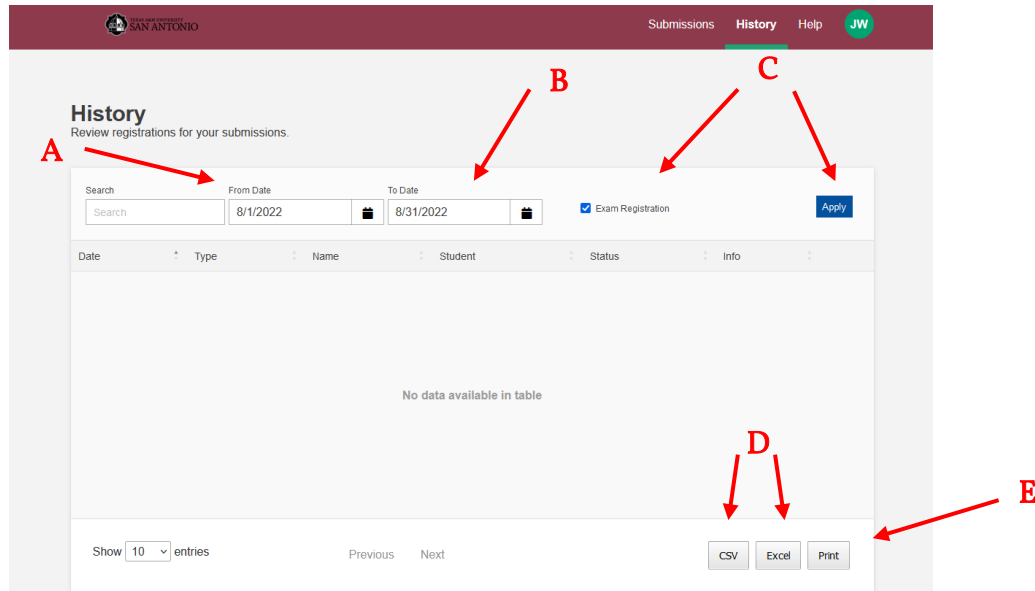 TEXAS A&M UNIVERSITY
SAN ANTONIO
Submissions History Help JW
C
B
History
Review registrations for your submissions.
A
Search From Date To Date
Search 8/1/2022 8/31/2022 Exam Registration Apply
Date Type Name Student Status Info
No data available in table
D
E
Show 10 entries Previous Next CSV Excel Print